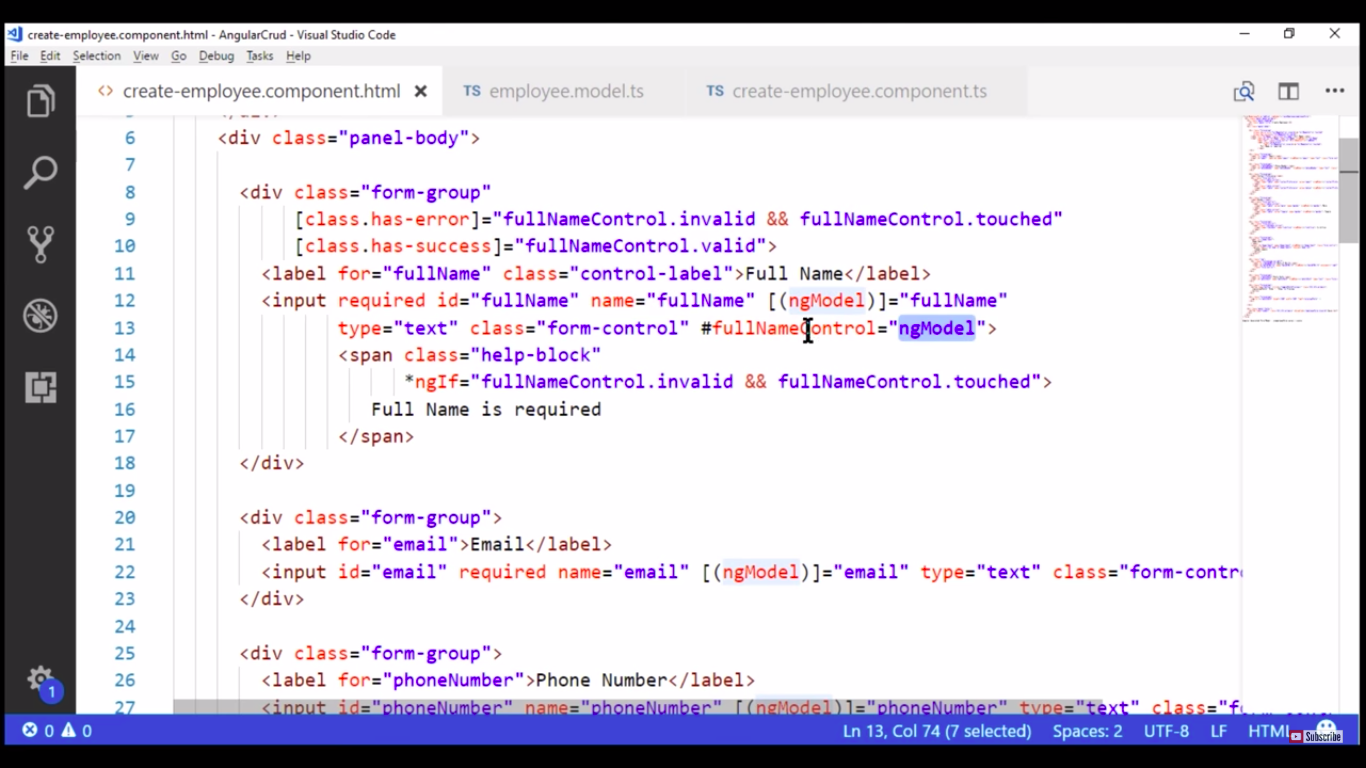 create-employee.component.html - AngularCrud - Visual Studio Code
File Edit Selection View Go Debug Tasks Help
<> create-employee.component.html × TS employee.model.ts TS create-employee.component.ts
6 <div class="panel-body">
7
8 <div class="form-group"
9 [class.has-error]="fullNameControl.invalid && fullNameControl.touched"
10 [class.has-success]="fullNameControl.valid">
11 <label for="fullName" class="control-label">Full Name</label>
12 <input required id="fullName" name="fullName" [(ngModel)]="fullName"
13 type="text" class="form-control" #fullNameControl="ngModel">
14 <span class="help-block"
15 *ngIf="fullNameControl.invalid && fullNameControl.touched">
16 Full Name is required
17 </span>
18 </div>
19
20 <div class="form-group">
21 <label for="email">Email</label>
22 <input id="email" required name="email" [(ngModel)]="email" type="text" class="form-contr
23 </div>
24
25 <div class="form-group">
26 <label for="phoneNumber">Phone Number</label>
27 <input id="phoneNumber" name="phoneNumber" [(ngModel)]="phoneNumber" type="text" class="f
1
0 0 Ln 13, Col 74 (7 selected) Spaces: 2 UTF-8 LF HTML Subscribe